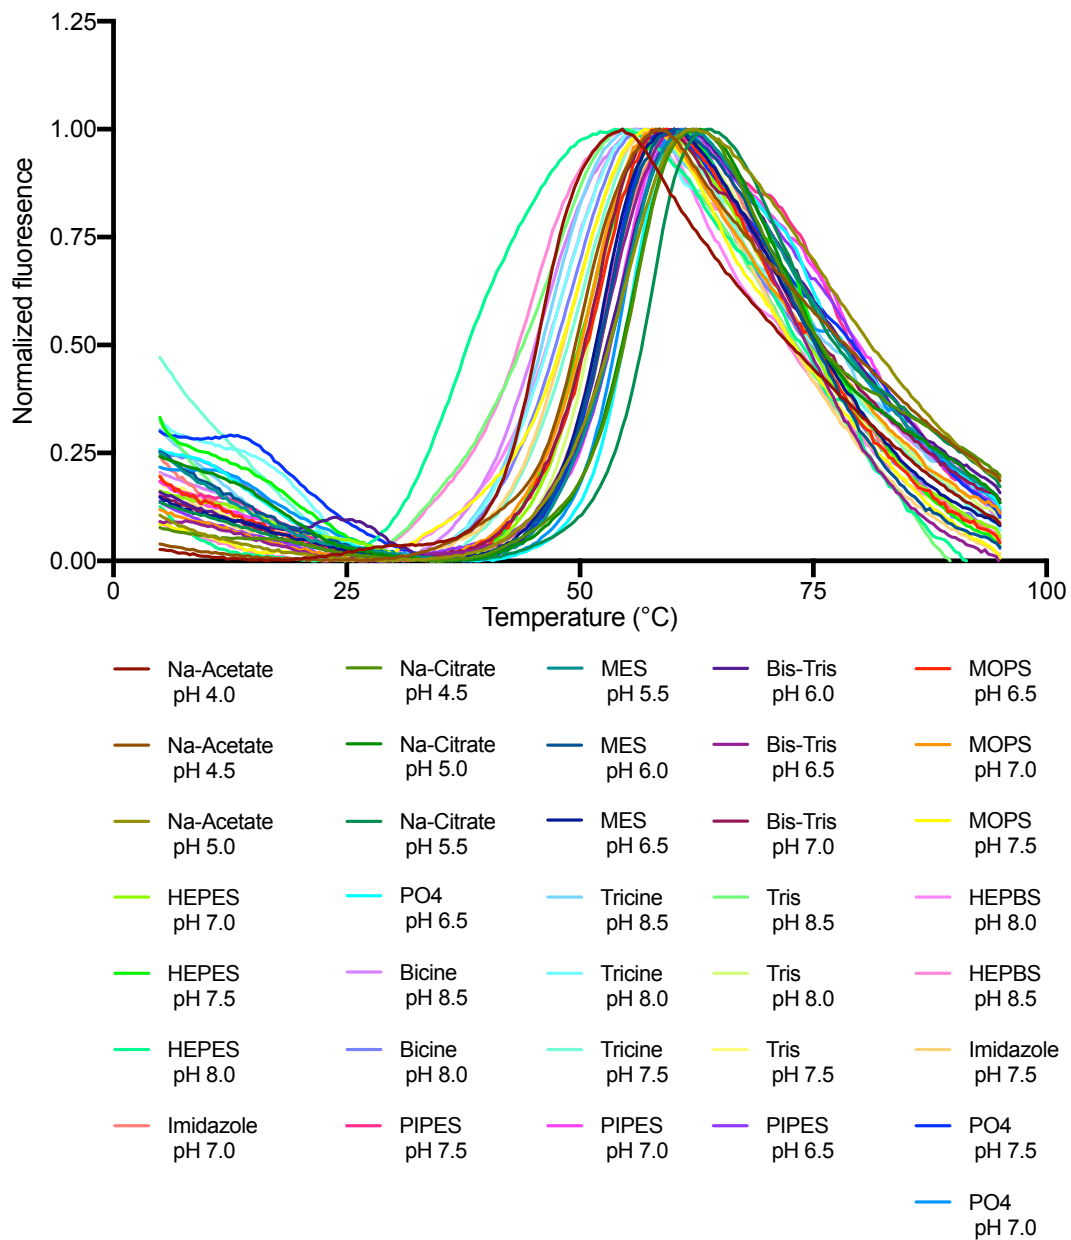 1.25
1.00
0.75
0.50
0.25
0.00
Normalized fluoresence
0
25
50
75
100
Temperature (°C)
Na-Acetate
pH 4.0
Na-Citrate
pH 4.5
MES
pH 5.5
Bis-Tris
pH 6.0
MOPS
pH 6.5
Na-Acetate
pH 4.5
Na-Citrate
pH 5.0
MES
pH 6.0
Bis-Tris
pH 6.5
MOPS
pH 7.0
Na-Acetate
pH 5.0
Na-Citrate
pH 5.5
MES
pH 6.5
Bis-Tris
pH 7.0
MOPS
pH 7.5
HEPES
pH 7.0
PO4
pH 6.5
Tricine
pH 8.5
Tris
pH 8.5
HEPBS
pH 8.0
HEPES
pH 7.5
Bicine
pH 8.5
Tricine
pH 8.0
Tris
pH 8.0
HEPBS
pH 8.5
HEPES
pH 8.0
Bicine
pH 8.0
Tricine
pH 7.5
Tris
pH 7.5
Imidazole
pH 7.5
Imidazole
pH 7.0
PIPES
pH 7.5
PIPES
pH 7.0
PIPES
pH 6.5
PO4
pH 7.5
PO4
pH 7.0